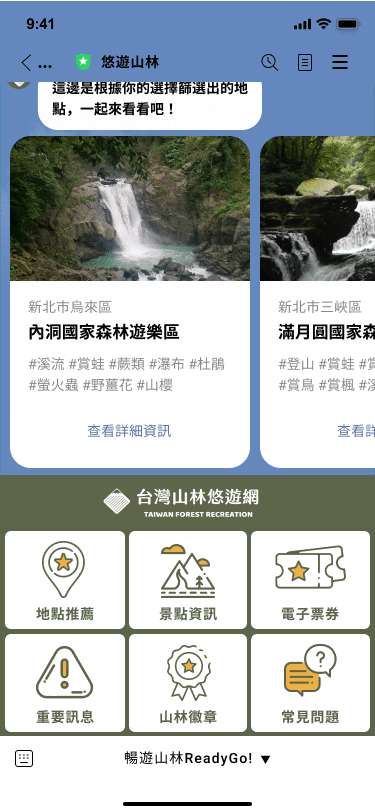 9:41
... 悠遊山林
這邊是根據你的選擇篩選出的地
點，一起來看看吧！
新北市烏來區
內洞國家森林遊樂區
#溪流 #賞蛙 #蕨類 #瀑布 #杜鵑
#螢火蟲 #野薑花 #山櫻
查看詳細資訊
新北市三峽區
滿月圓國家森
#登山 #賞蛙 #賞
#賞鳥 #賞楓 #溪
查看詳
台灣山林悠遊網
TAIWAN FOREST RECREATION
地點推薦
景點資訊
電子票券
重要訊息
山林徽章
常見問題
暢遊山林ReadyGo! ▼